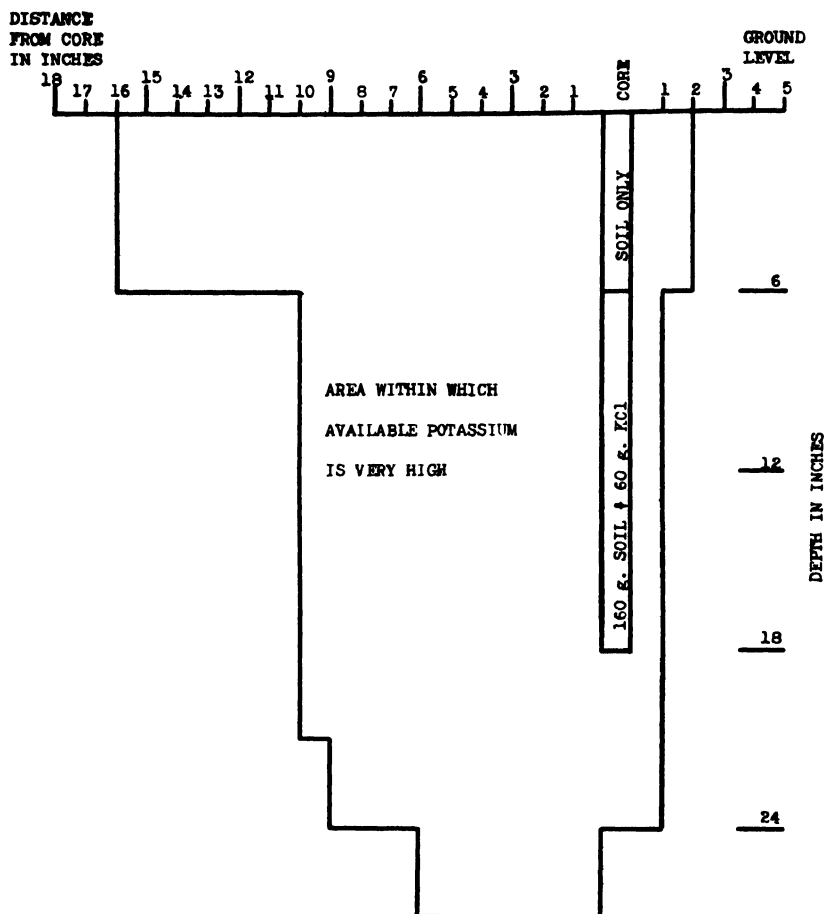 DISTANCE
FROM CORE
IN INCHES
GROUND
LEVEL
18 17 16 15 14 13 12 11 10 9 8 7 6 5 4 3 2 1 CORE 1 2 3 4 5
SOIL ONLY
6
AREA WITHIN WHICH
AVAILABLE POTASSIUM
IS VERY HIGH
160 g. SOIL + 60 g. KCl
12
DEPTH IN INCHES
18
24